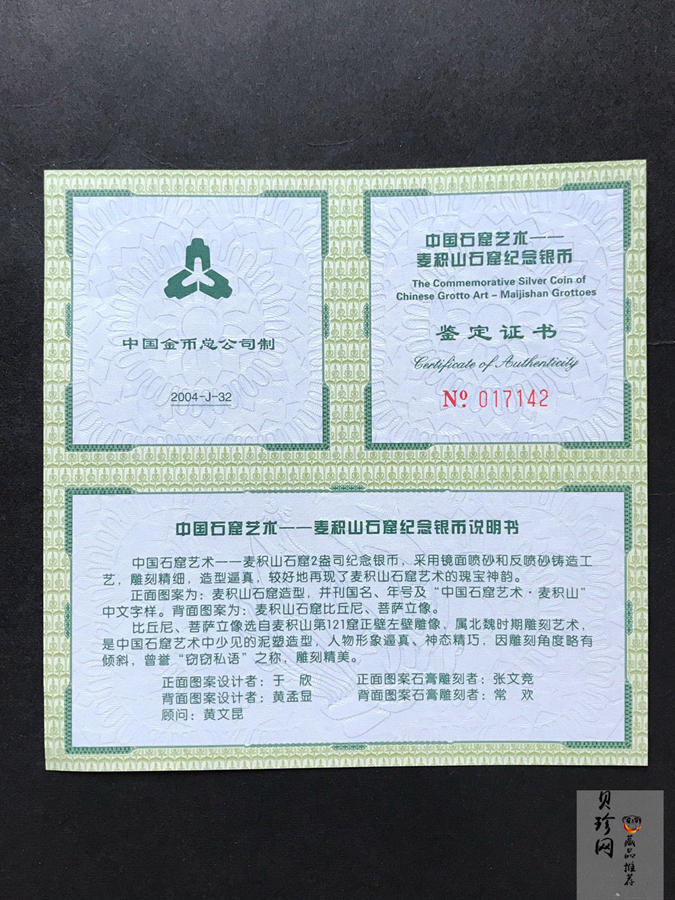 中国金币总公司制
2004-J-32
中国石窟艺术——
麦积山石窟纪念银币
The Commemorative Silver Coin of
Chinese Grotto Art – Maijishan Grottoes
鉴定证书
Certificate of Authenticity
№ 017142
中国石窟艺术——麦积山石窟纪念银币说明书
中国石窟艺术——麦积山石窟2盎司纪念银币，采用镜面喷砂和反喷砂铸造工
艺，雕刻精细，造型逼真，较好地再现了麦积山石窟艺术的瑰宝神韵。
正面图案为：麦积山石窟造型，并刊国名、年号及“中国石窟艺术·麦积山”
中文字样。背面图案为：麦积山石窟比丘尼、菩萨立像。
比丘尼、菩萨立像选自麦积山第121窟正壁左壁雕像，属北魏时雕刻艺术，
是中国石窟艺术中少见的泥塑造型，人物形象逼真、神态精巧，因雕刻角度略有
倾斜，曾誉“窃窃私语”之称，雕刻精美。
正面图案设计者：于 欣 正面图案石膏雕刻者：张文竞
背面图案设计者：黄孟显 背面图案石膏雕刻者：常 欢
顾问：黄文昆
贝珍网
藏品
推荐